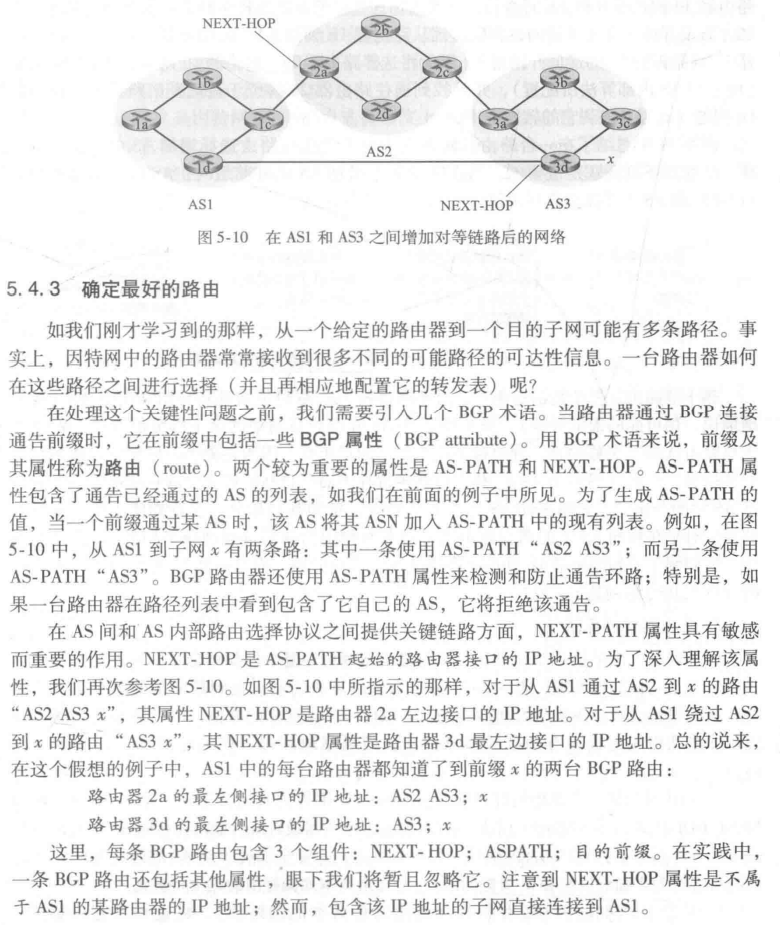 NEXT-HOP
2b
2a
2c
1b
3b
2d
1a
1c
3a
3c
AS2
1d
3d
x
AS1
NEXT-HOP
AS3
图 5-10 在 AS1 和 AS3 之间增加对等链路后的网络
5.4.3 确定最好的路由
如我们刚才学习到的那样，从一个给定的路由器到一个目的子网可能有多条路径。事
实上，因特网中的路由器常常接收到很多不同的可能路径的可达性信息。一台路由器如何
在这些路径之间进行选择（并且再相应地配置它的转发表）呢？
在处理这个关键性问题之前，我们需要引入几个 BGP 术语。当路由器通过 BGP 连接
通告前缀时，它在前缀中包括一些 BGP 属性（BGP attribute）。用 BGP 术语来说，前缀及
其属性称为路由（route）。两个较为重要的属性是 AS-PATH 和 NEXT-HOP。AS-PATH 属
性包含了通告已经通过的 AS 的列表，如我们在前面的例子中所见。为了生成 AS-PATH 的
值，当一个前缀通过某 AS 时，该 AS 将其 ASN 加入 AS-PATH 中的现有列表。例如，在图
5-10 中，从 AS1 到子网 x 有两条路：其中一条使用 AS-PATH “AS2 AS3”；而另一条使用
AS-PATH “AS3”。BGP 路由器还使用 AS-PATH 属性来检测和防止通告环路；特别是，如
果一台路由器在路径列表中看到包含了它自己的 AS，它将拒绝该通告。
在 AS 间和 AS 内部路由选择协议之间提供关键链路方面，NEXT-PATH 属性具有敏感
而重要的作用。NEXT-HOP 是 AS-PATH 起始的路由器接口的 IP 地址。为了深入理解该属
性，我们再次参考图 5-10。如图 5-10 中所指示的那样，对于从 AS1 通过 AS2 到 x 的路由
“AS2 AS3 x”，其属性 NEXT-HOP 是路由器 2a 左边接口的 IP 地址。对于从 AS1 绕过 AS2
到 x 的路由 “AS3 x”，其 NEXT-HOP 属性是路由器 3d 最左边接口的 IP 地址。总的说来，
在这个假想的例子中，AS1 中的每台路由器都知道了到前缀 x 的两台 BGP 路由：
路由器 2a 的最左侧接口的 IP 地址：AS2 AS3；x
路由器 3d 的最左侧接口的 IP 地址：AS3；x
这里，每条 BGP 路由包含 3 个组件：NEXT-HOP；ASPATH；目的前缀。在实践中，
一条 BGP 路由还包括其他属性，眼下我们将暂且忽略它。注意到 NEXT-HOP 属性是不属
于 AS1 的某路由器的 IP 地址；然而，包含该 IP 地址的子网直接连接到 AS1。